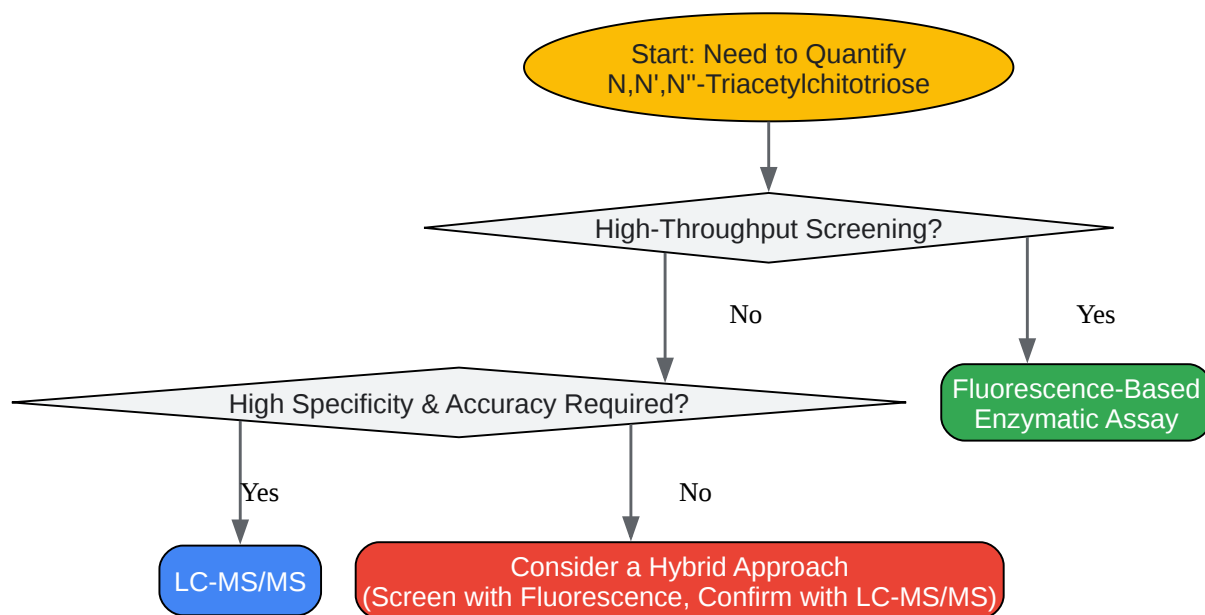 Start: Need to Quantify
N,N',N''-Triacetylchitotriose
High-Throughput Screening?
No
Yes
Fluorescence-Based
Enzymatic Assay
High Specificity & Accuracy Required?
Yes
No
LC-MS/MS
Consider a Hybrid Approach
(Screen with Fluorescence, Confirm with LC-MS/MS)